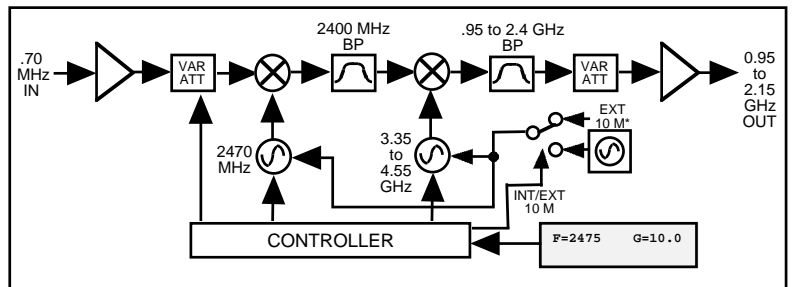 .70
MHz
IN
VAR
ATT
2400 MHz
BP
.95 to 2.4 GHz
BP
VAR
ATT
0.95
to
2.15
GHz
OUT
2470
MHz
3.35
to
4.55
GHz
EXT
10 M*
INT/EXT
10 M
CONTROLLER
F=2475 G=10.0